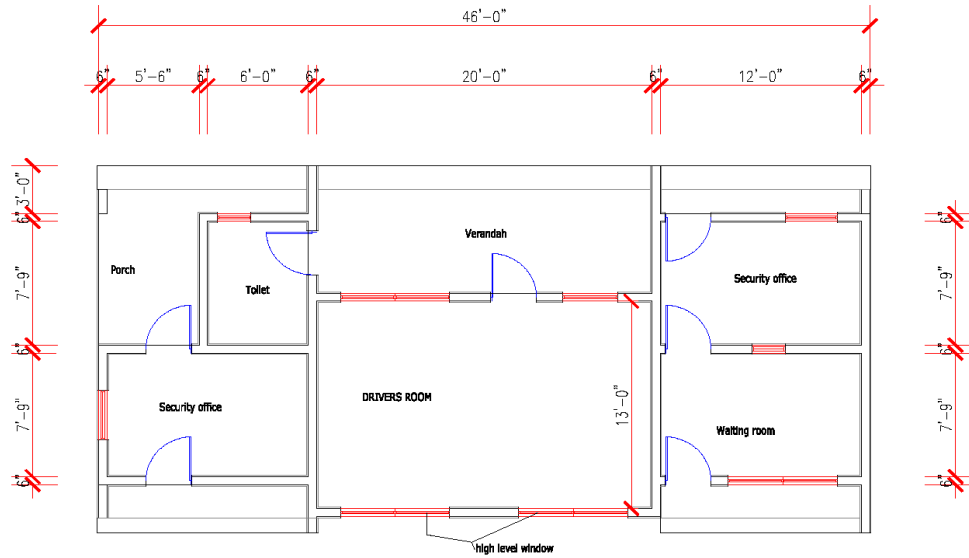 46'-0"
6" 5'-6" 6" 6'-0" 6" 20'-0" 6" 12'-0" 6"
3'-0"
6"
7'-9"
6"
7'-9"
6"
Porch
Toilet
Verandah
Security office
Security office
DRIVERS ROOM
13'-0"
Waiting room
6"
7'-9"
6"
7'-9"
6"
high level window